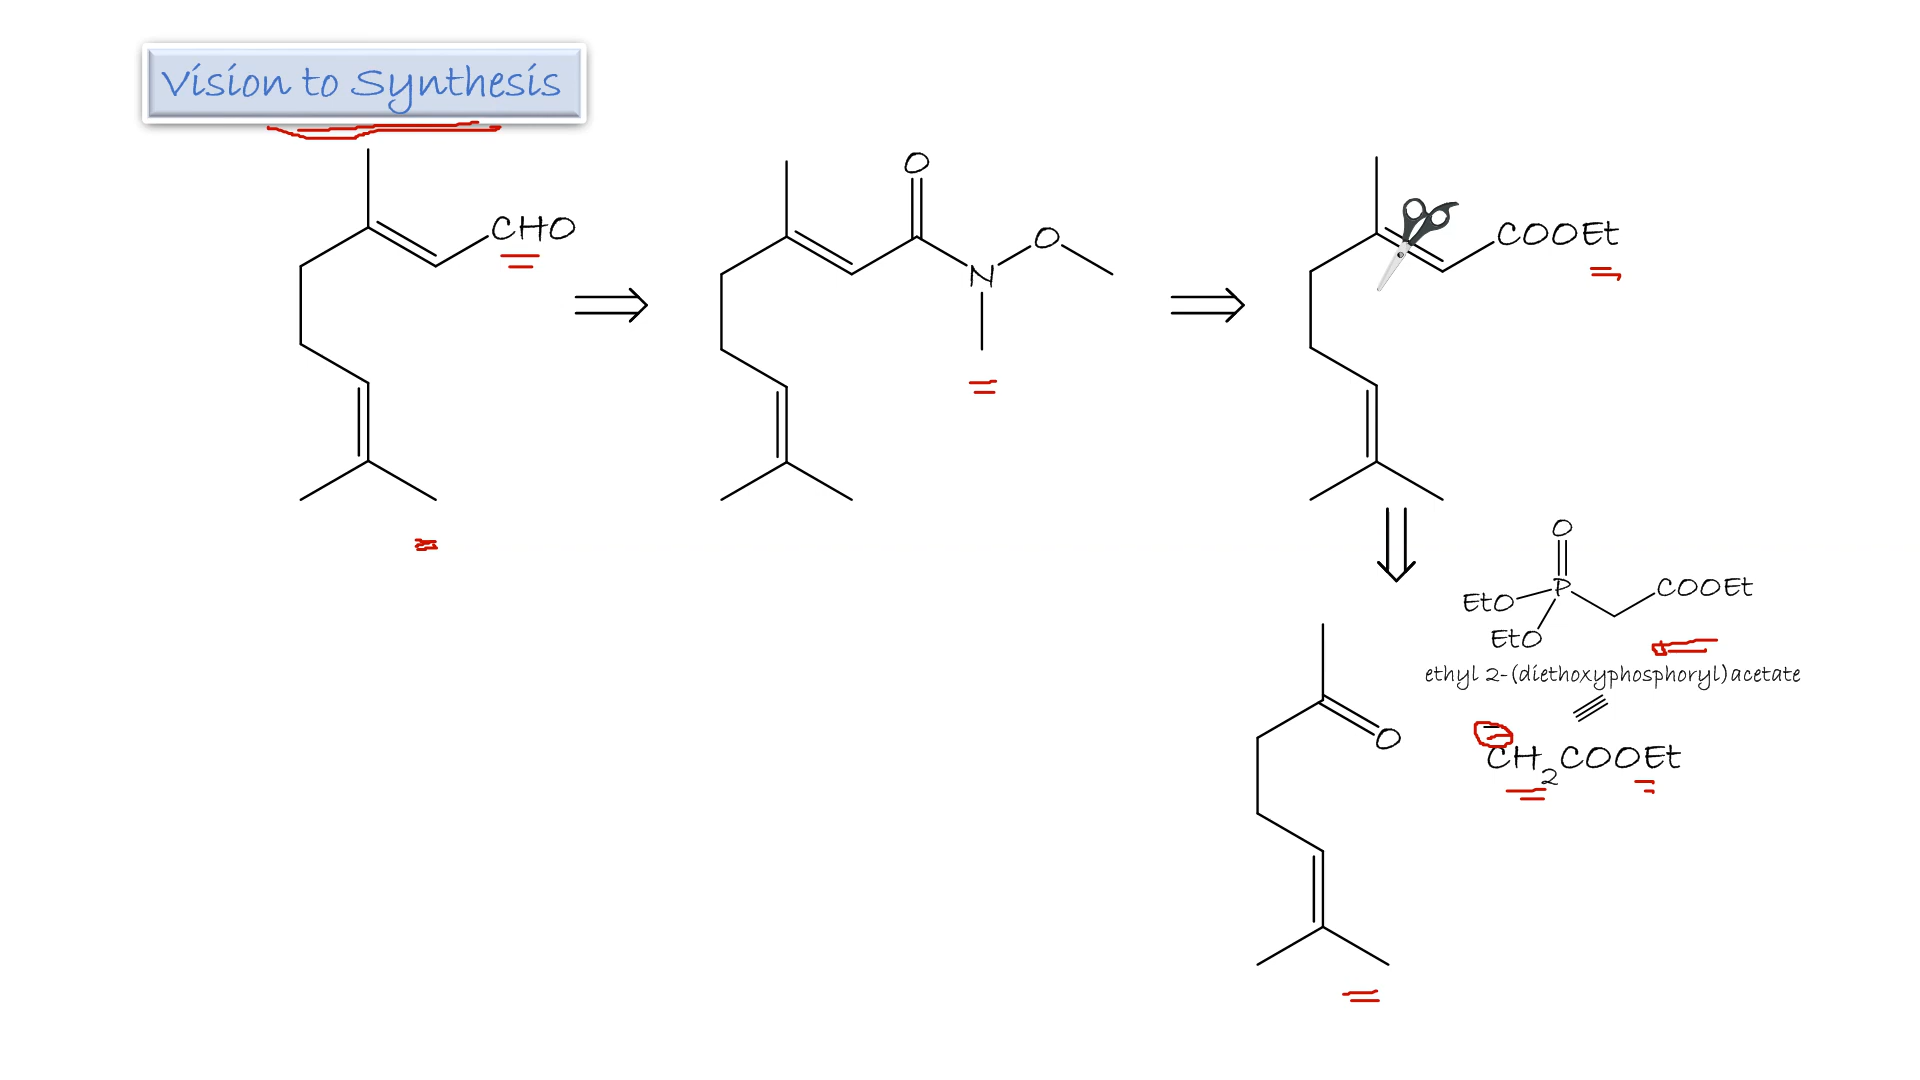 Vision to Synthesis
CHO
O
N
O
COOEt
O
P
EtO
EtO
COOEt
ethyl 2-(diethoxyphosphoryl)acetate
O
CH2COOEt